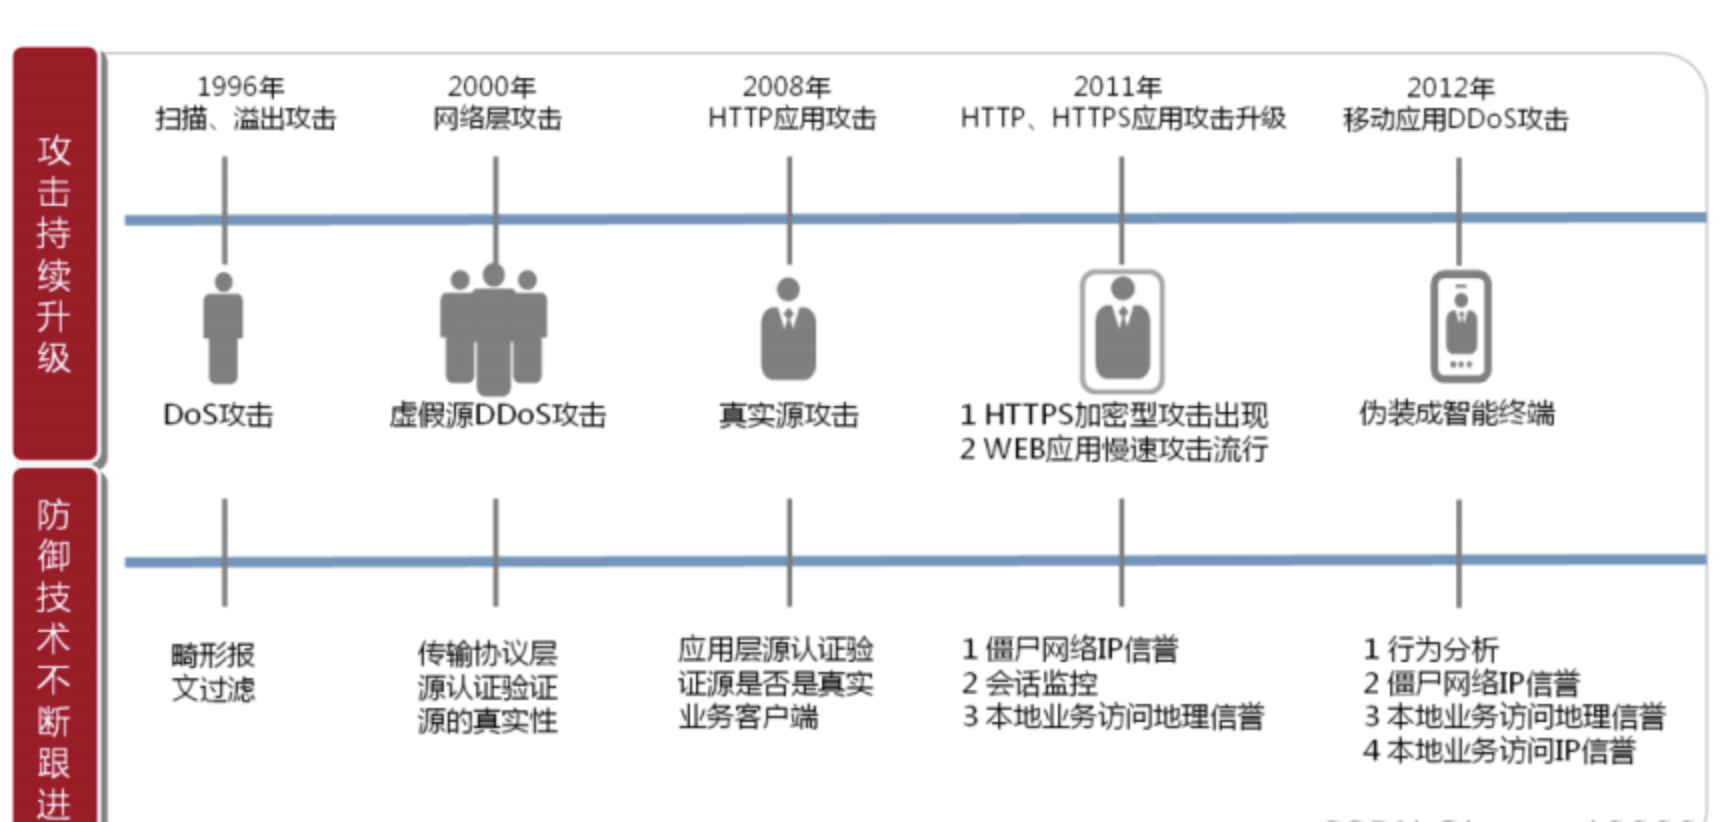 攻击持续升级
1996年
扫描、溢出攻击
2000年
网络层攻击
2008年
HTTP应用攻击
2011年
HTTP、HTTPS应用攻击升级
2012年
移动应用DDoS攻击
DoS攻击
虚假源DDoS攻击
真实源攻击
1 HTTPS加密型攻击出现
2 WEB应用慢速攻击流行
伪装成智能终端
防御技术不断跟进
畸形报
文过滤
传输协议层
源认证验证
源的真实性
应用层源认证验
证源是否是真实
业务客户端
1 僵尸网络IP信誉
2 会话监控
3 本地业务访问地理信誉
1 行为分析
2 僵尸网络IP信誉
3 本地业务访问地理信誉
4 本地业务访问IP信誉